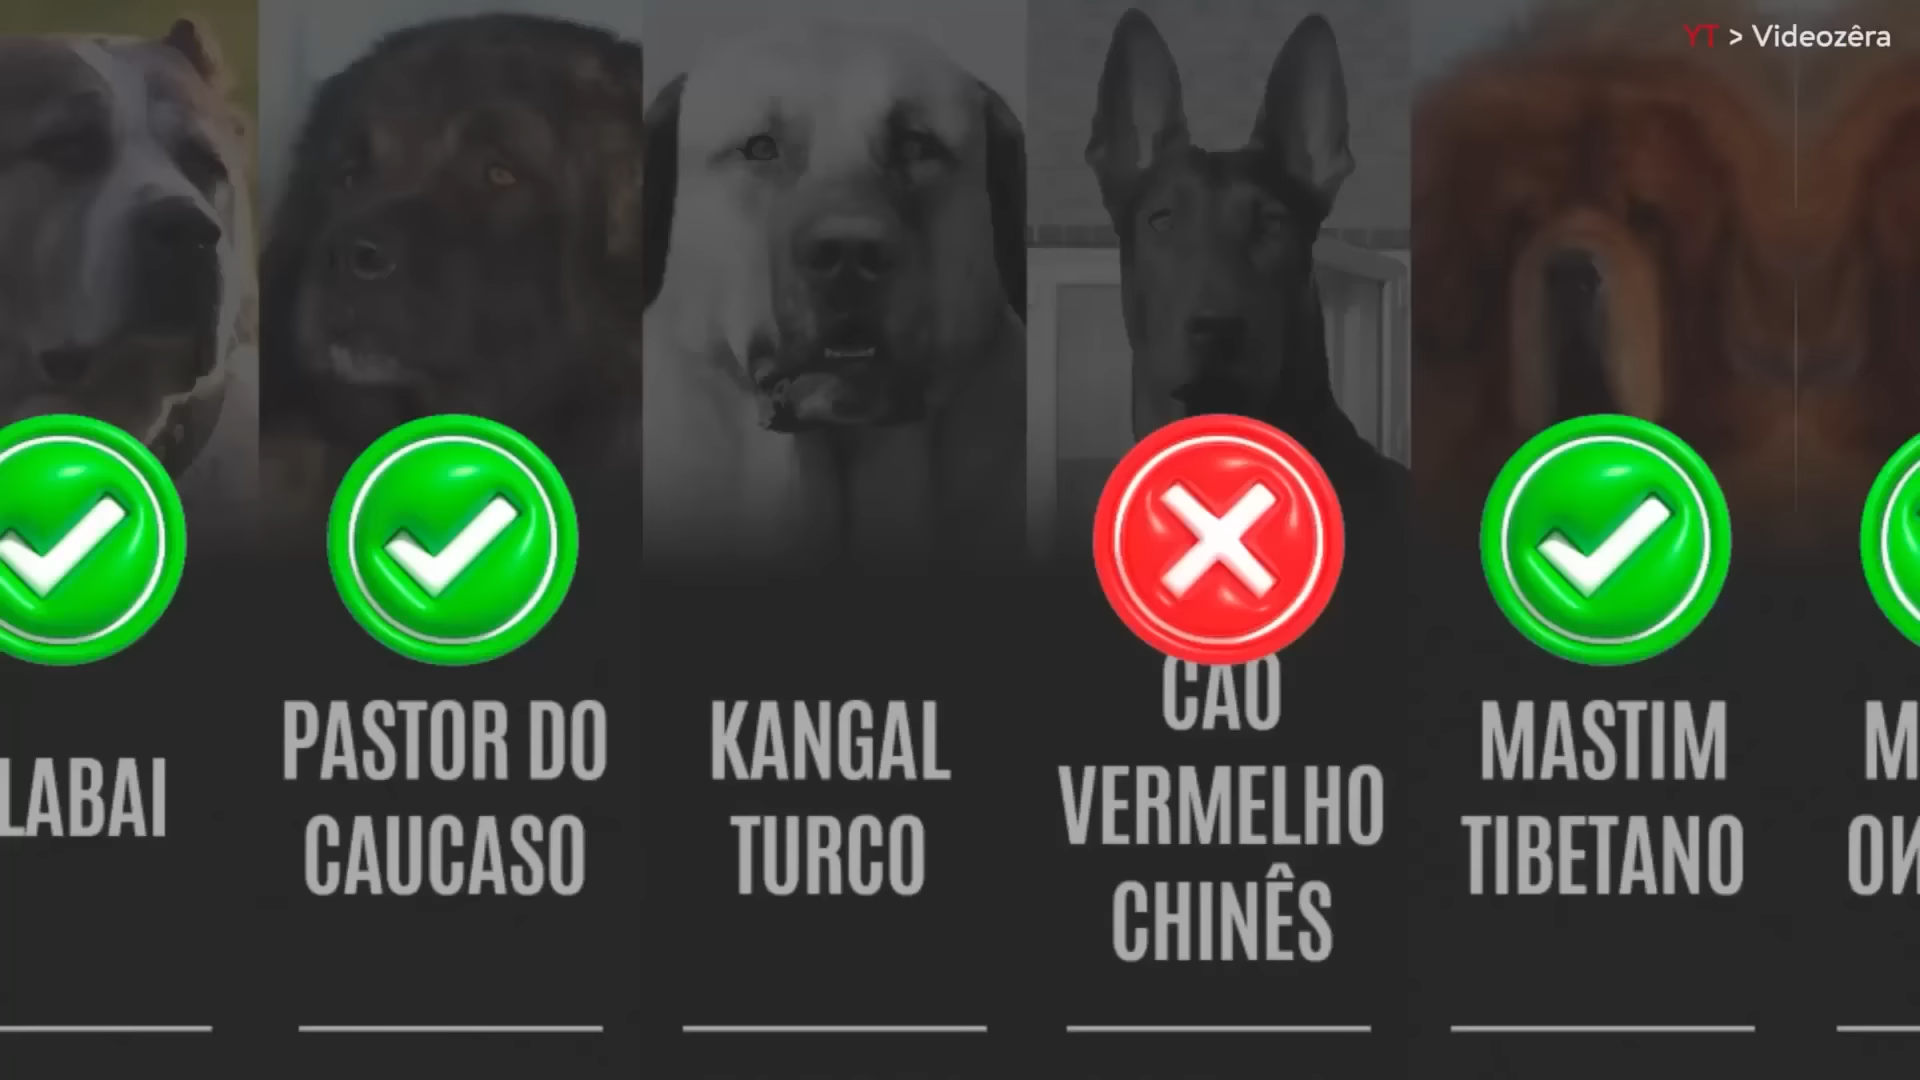 YT > Videozêra
LABAI
PASTOR DO
CAUCASO
KANGAL
TURCO
CÃO
VERMELHO
CHINÊS
MASTIM
TIBETANO